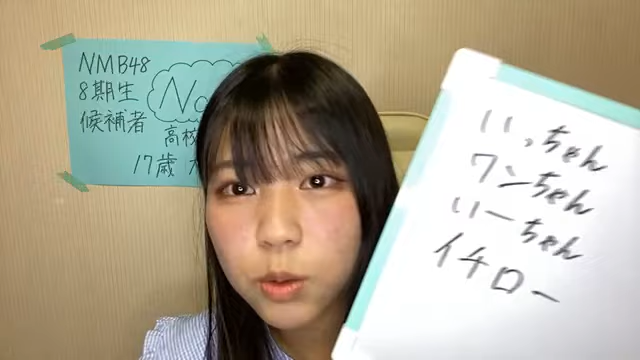 NMB48
8期生
候補者
No
高校
17歳
いっちゃん
ワンちゃん
いーちゃん
イチロー